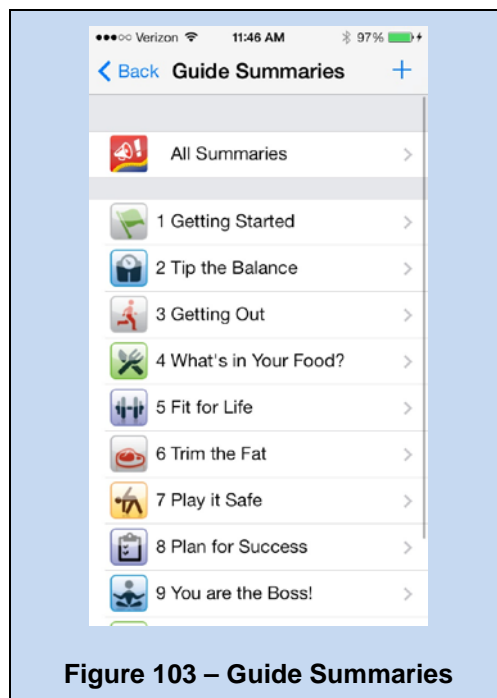 Verizon 11:46 AM 97%
Back Guide Summaries +
All Summaries
1 Getting Started
2 Tip the Balance
3 Getting Out
4 What's in Your Food?
5 Fit for Life
6 Trim the Fat
7 Play it Safe
8 Plan for Success
9 You are the Boss!
Figure 103 – Guide Summaries